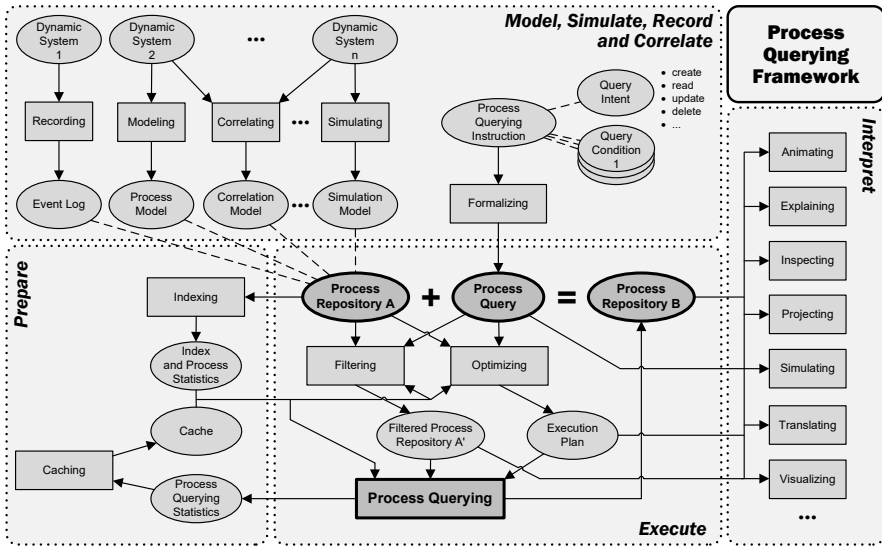 Dynamic
System
1
Dynamic
System
2
...
Dynamic
System
n
Model, Simulate, Record
and Correlate
Process
Querying
Framework
Recording
Modeling
Correlating
...
Simulating
Process
Querying
Instruction
Query
Intent
• create
• read
• update
• delete
• ...
Query
Condition
1
Event Log
Process
Model
Correlation
Model
...
Simulation
Model
Formalizing
Interpret
Animating
Explaining
Inspecting
Projecting
Simulating
Translating
Visualizing
...
Prepare
Indexing
Index
and Process
Statistics
Cache
Caching
Process
Querying
Statistics
Process
Repository A
+
Process
Query
=
Process
Repository B
Filtering
Optimizing
Filtered Process
Repository A'
Execution
Plan
Process Querying
Execute